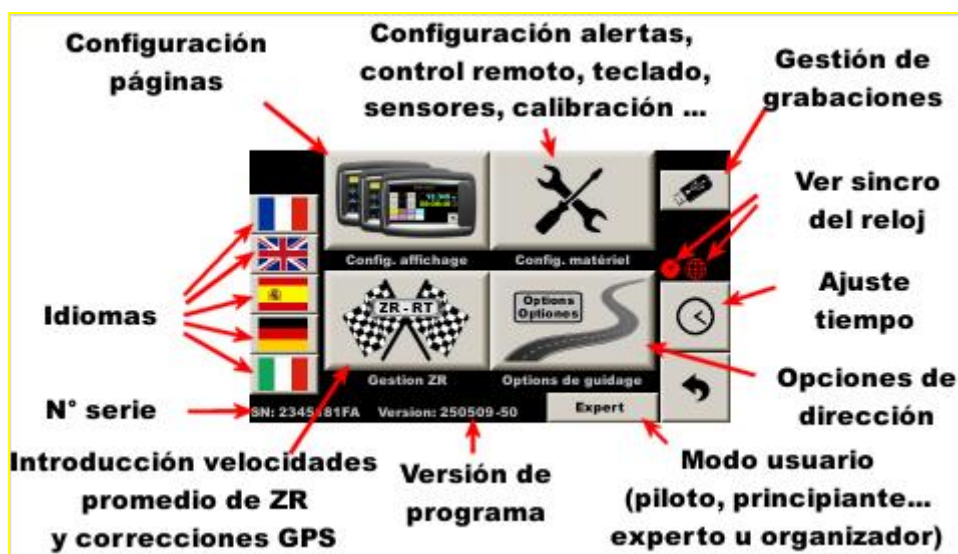 Configuración
páginas
Configuración alertas,
control remoto, teclado,
sensores, calibración ...
Gestión de
grabaciones
Ver sincro
del reloj
Config. affichage
Config. matériel
Idiomas
ZR - RT
Options
Optiones
Ajuste
tiempo
Gestion ZR
Options de guidage
Opciones de
dirección
N° serie
Version: 250509-50
Expert
Introducción velocidades
promedio de ZR
y correcciones GPS
Versión de
programa
Modo usuario
(piloto, principiante...
experto u organizador)